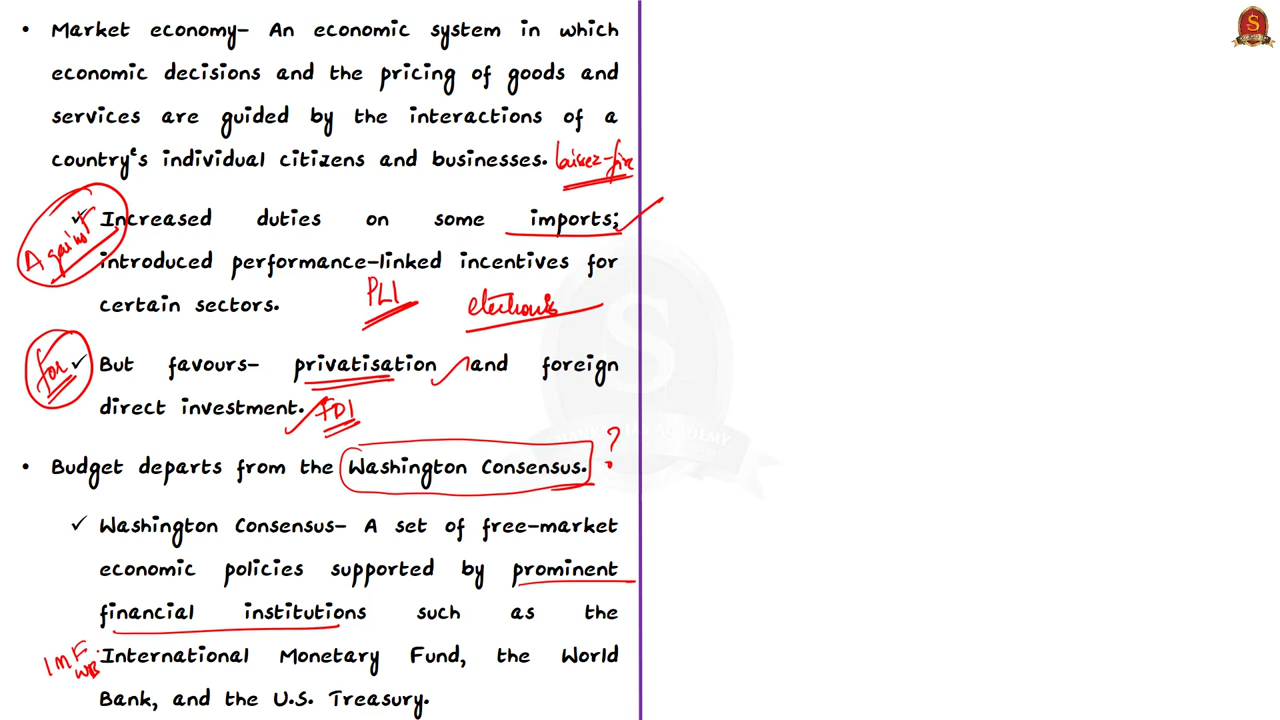 • Market economy- An economic system in which
economic decisions and the pricing of goods and
services are guided by the interactions of a
country's individual citizens and businesses. laissez-faire
Against
✓ Increased duties on some imports;
introduced performance-linked incentives for
certain sectors. PLI electronics
for
✓ But favours- privatisation and foreign
direct investment. FDI
• Budget departs from the Washington Consensus. ?
✓ Washington Consensus- A set of free-market
economic policies supported by prominent
financial institutions such as the
IMF
WB
International Monetary Fund, the World
Bank, and the U.S. Treasury.
S
ACADEMY